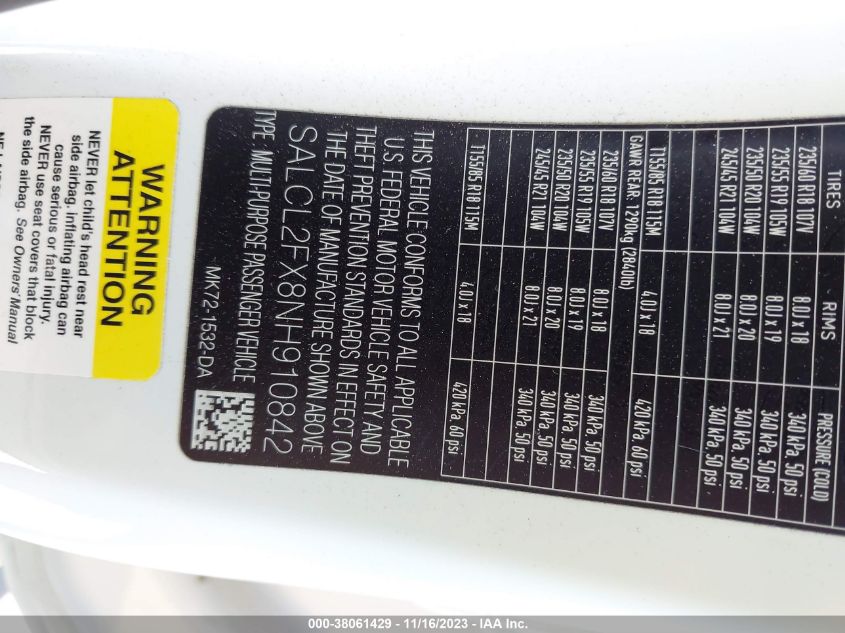 TIRES RIMS PRESSURE (COLD)
235/60 R18 107V 8.0J x 18 340 kPa, 50 psi
235/55 R19 105W 8.0J x 19 340 kPa, 50 psi
235/50 R20 104W 8.0J x 20 340 kPa, 50 psi
245/45 R21 104W 8.0J x 21 340 kPa, 50 psi
T155/85 R18 115M 4.0J x 18 420 kPa, 60 psi
GAWR REAR: 1290kg (2840lb)
235/60 R18 107V 8.0J x 18 340 kPa, 50 psi
235/55 R19 105W 8.0J x 19 340 kPa, 50 psi
235/50 R20 104W 8.0J x 20 340 kPa, 50 psi
245/45 R21 104W 8.0J x 21 340 kPa, 50 psi
T155/85 R18 115M 4.0J x 18 420 kPa, 60 psi
THIS VEHICLE CONFORMS TO ALL APPLICABLE
U.S. FEDERAL MOTOR VEHICLE SAFETY AND
THEFT PREVENTION STANDARDS IN EFFECT ON
THE DATE OF MANUFACTURE SHOWN ABOVE
SALCL2FX8NH910842
TYPE: MULTI-PURPOSE PASSENGER VEHICLE
MK72-1532-DA
WARNING
ATTENTION
NEVER let child's head rest near
side airbag, inflating airbag can
cause serious or fatal injury.
NEVER use seat covers that block
the side airbag. See Owners' Manual.
000-38061429 - 11/16/2023 - IAA Inc.